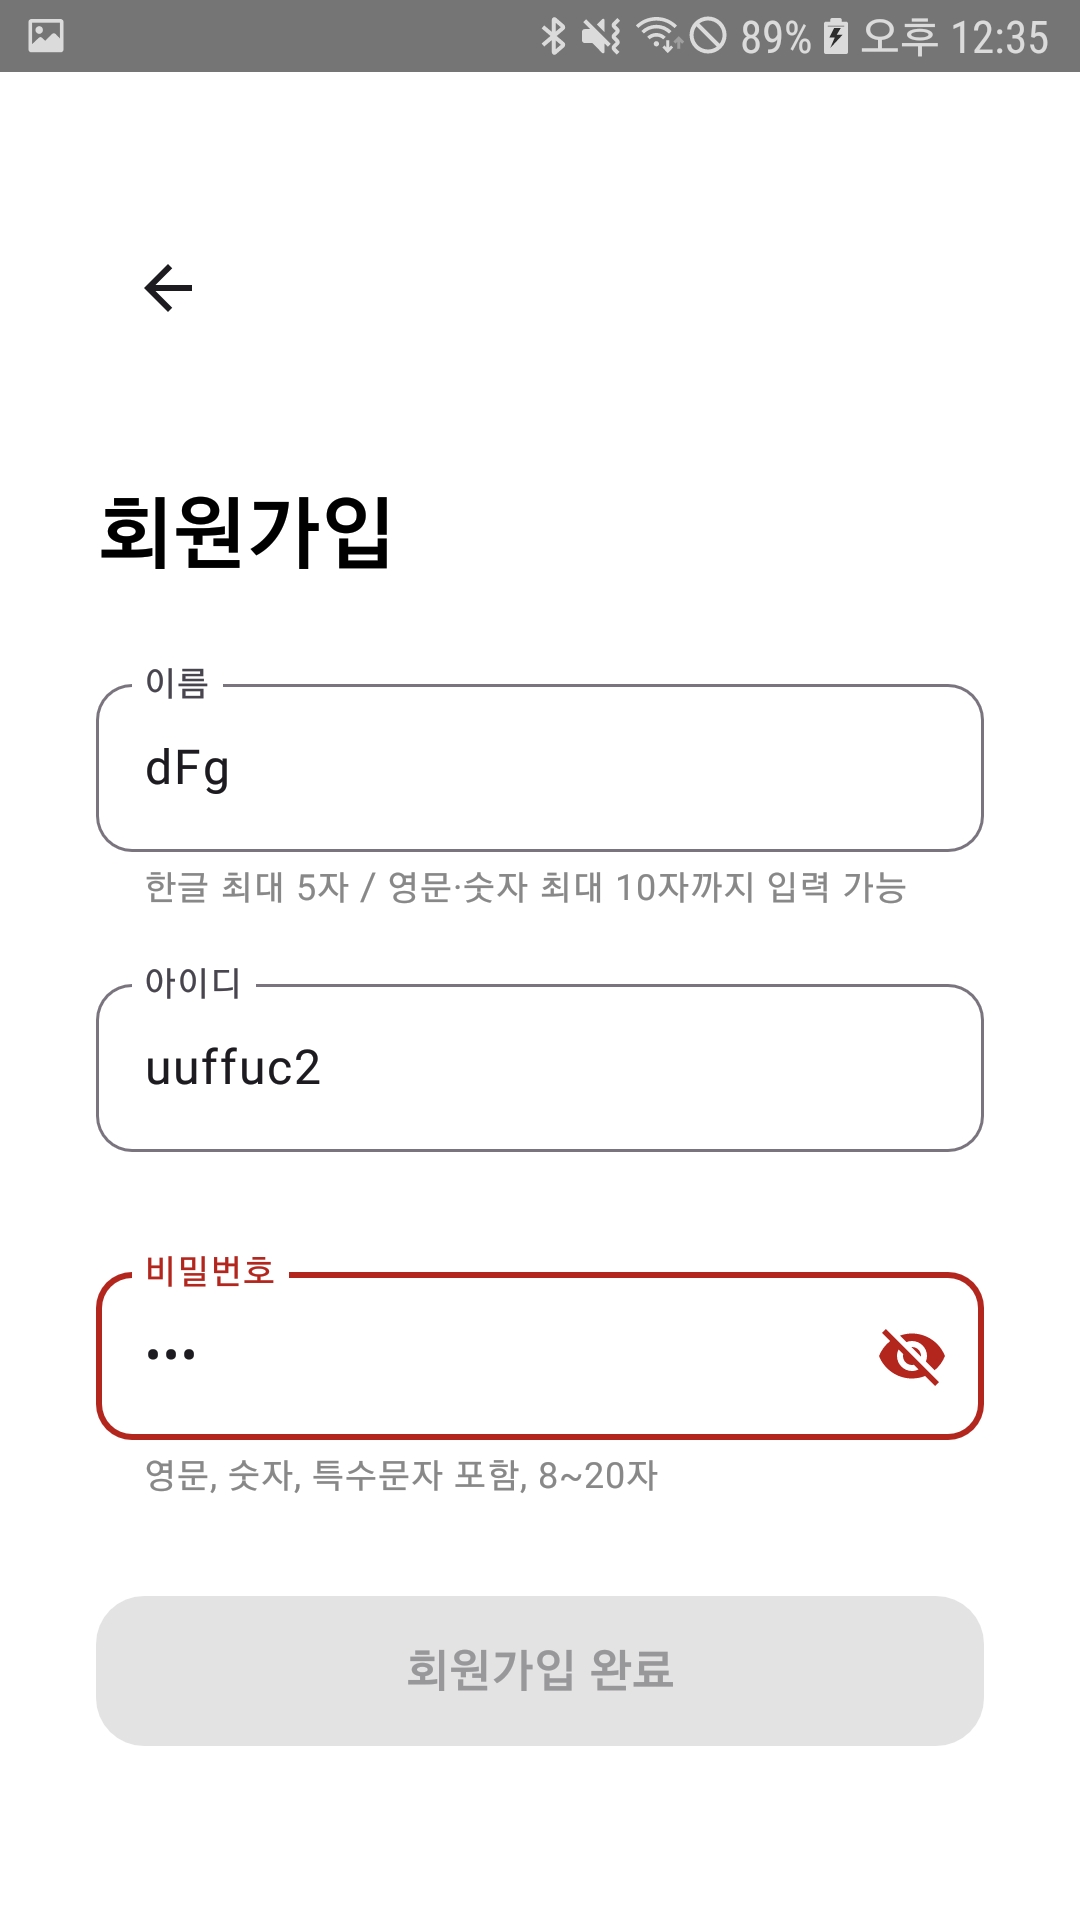 89% 오후 12:35
회원가입
이름
dFg
한글 최대 5자 / 영문·숫자 최대 10자까지 입력 가능
아이디
uuffuc2
비밀번호
•••
영문, 숫자, 특수문자 포함, 8~20자
회원가입 완료